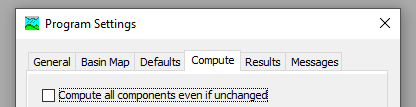 Program Settings
General Basin Map Defaults Compute Results Messages
Compute all components even if unchanged